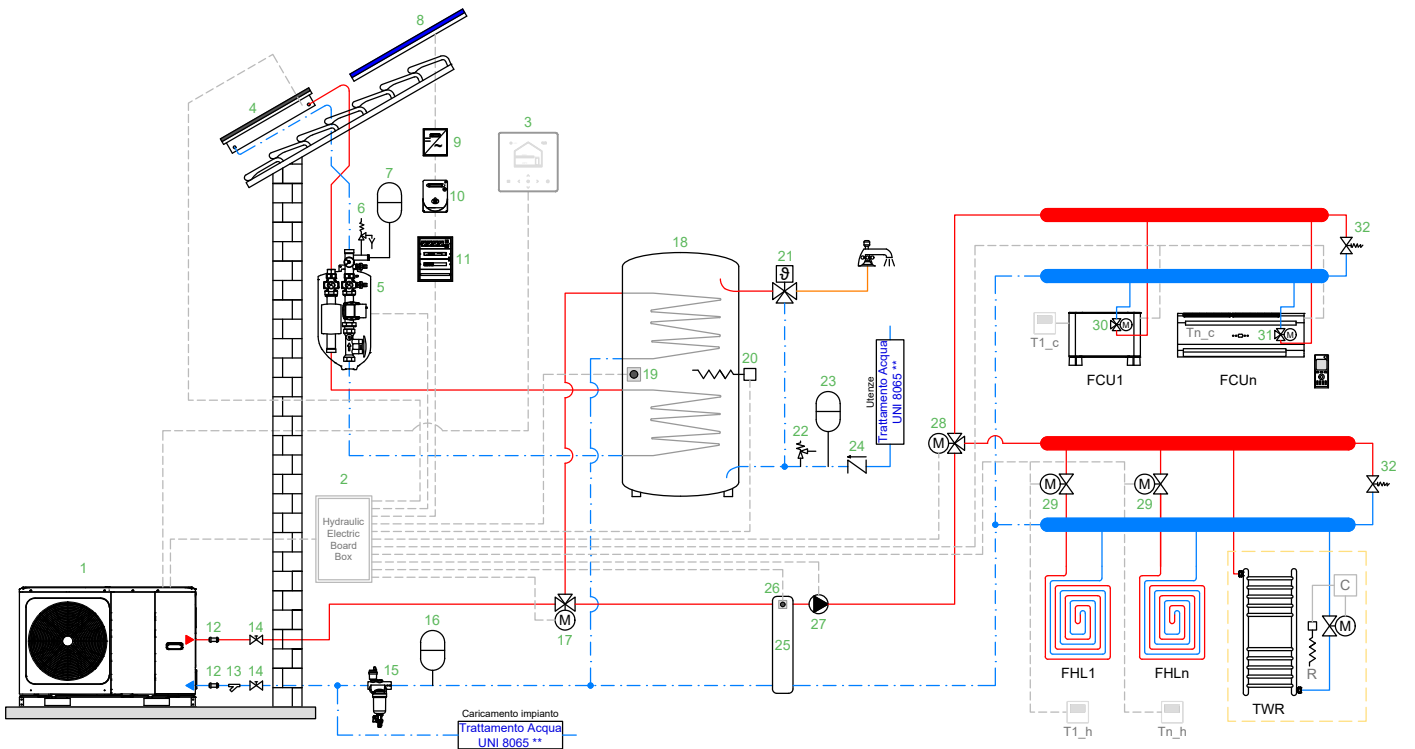 8
4
3
9
7
10
6
11
5
18
21
ϑ
32
T1_c
30
M
Tn_c
31
M
FCU1
FCUn
19
20
23
Utenze
Trattamento Acqua
UNI 8065 **
22
24
28
M
32
M
29
M
29
2
Hydraulic
Electric
Board
Box
1
12
14
12
13
14
16
15
17
M
26
25
27
C
M
R
FHL1
FHLn
TWR
T1_h
Tn_h
Caricamento impianto
Trattamento Acqua
UNI 8065 **